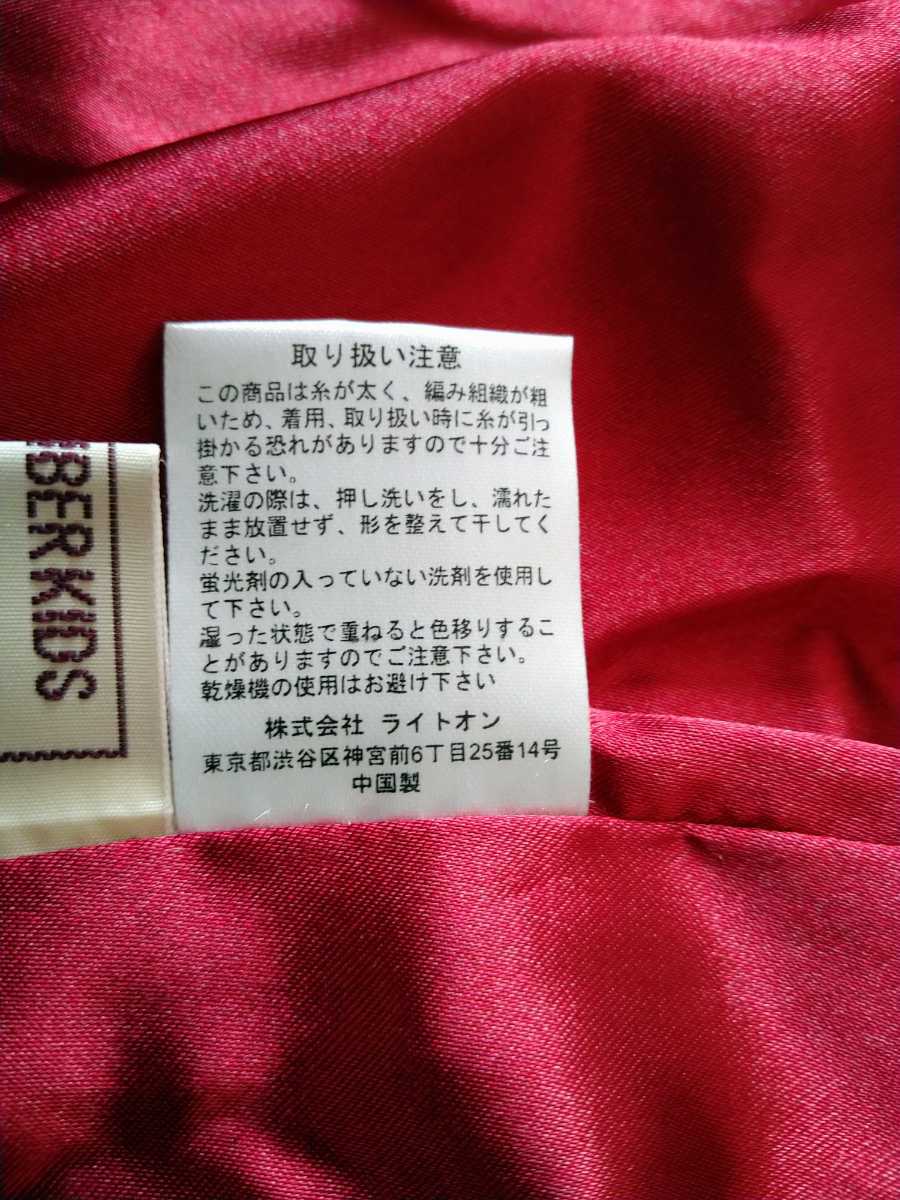 取り扱い注意
この商品は糸が太く、編み組織が粗
いため、着用、取り扱い時に糸が引っ
掛かる恐れがありますので十分ご注
意下さい。
洗濯の際は、押し洗いをし、濡れた
まま放置せず、形を整えて干してく
ださい。
蛍光剤の入っていない洗剤を使用し
て下さい。
湿った状態で重ねると色移りするこ
とがありますのでご注意下さい。
乾燥機の使用はお避け下さい
株式会社 ライトオン
東京都渋谷区神宮前6丁目25番14号
中国製
BERKIDS